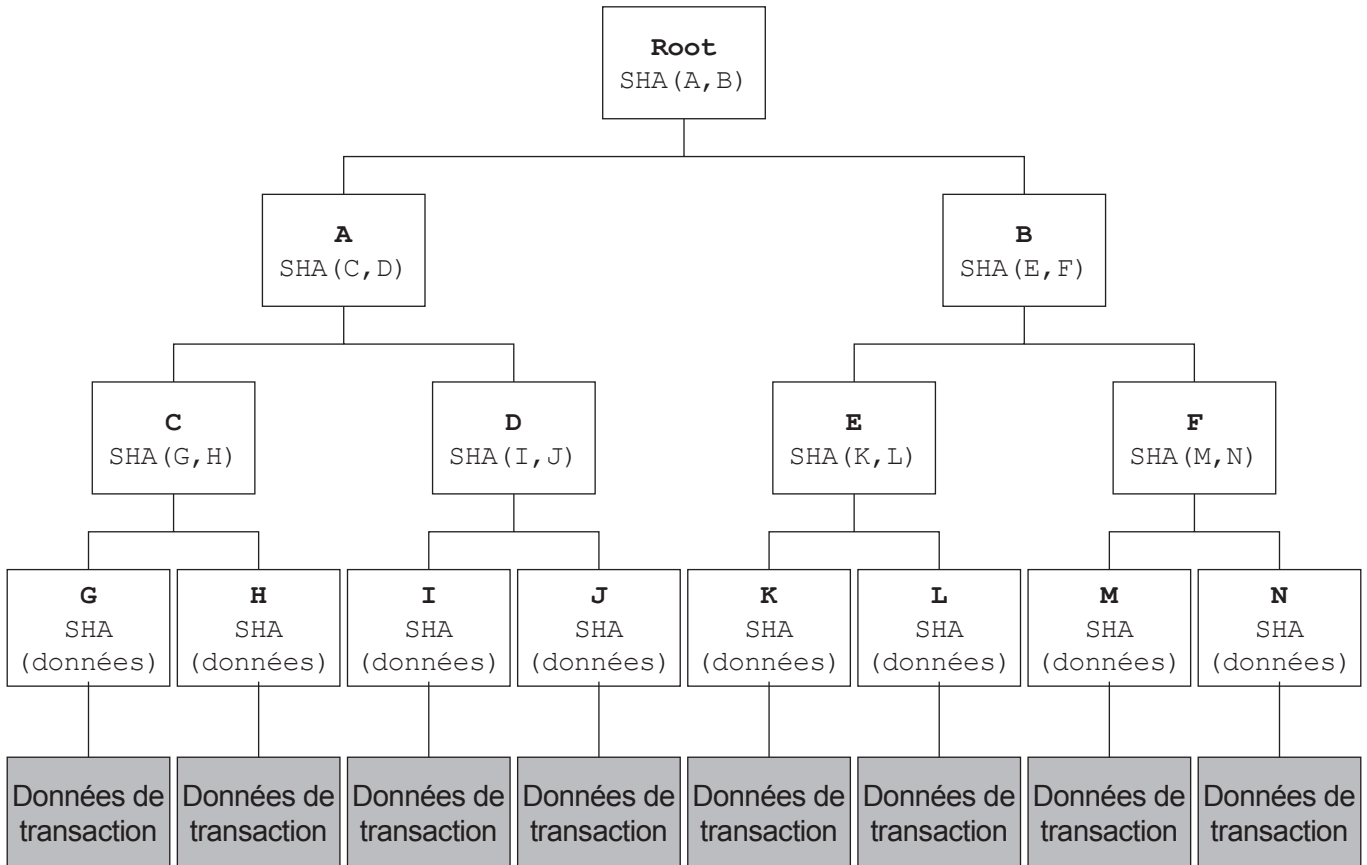 Root
SHA(A,B)
A
SHA(C,D)
B
SHA(E,F)
C
SHA(G,H)
D
SHA(I,J)
E
SHA(K,L)
F
SHA(M,N)
G
SHA
(données)
H
SHA
(données)
I
SHA
(données)
J
SHA
(données)
K
SHA
(données)
L
SHA
(données)
M
SHA
(données)
N
SHA
(données)
Données de
transaction
Données de
transaction
Données de
transaction
Données de
transaction
Données de
transaction
Données de
transaction
Données de
transaction
Données de
transaction